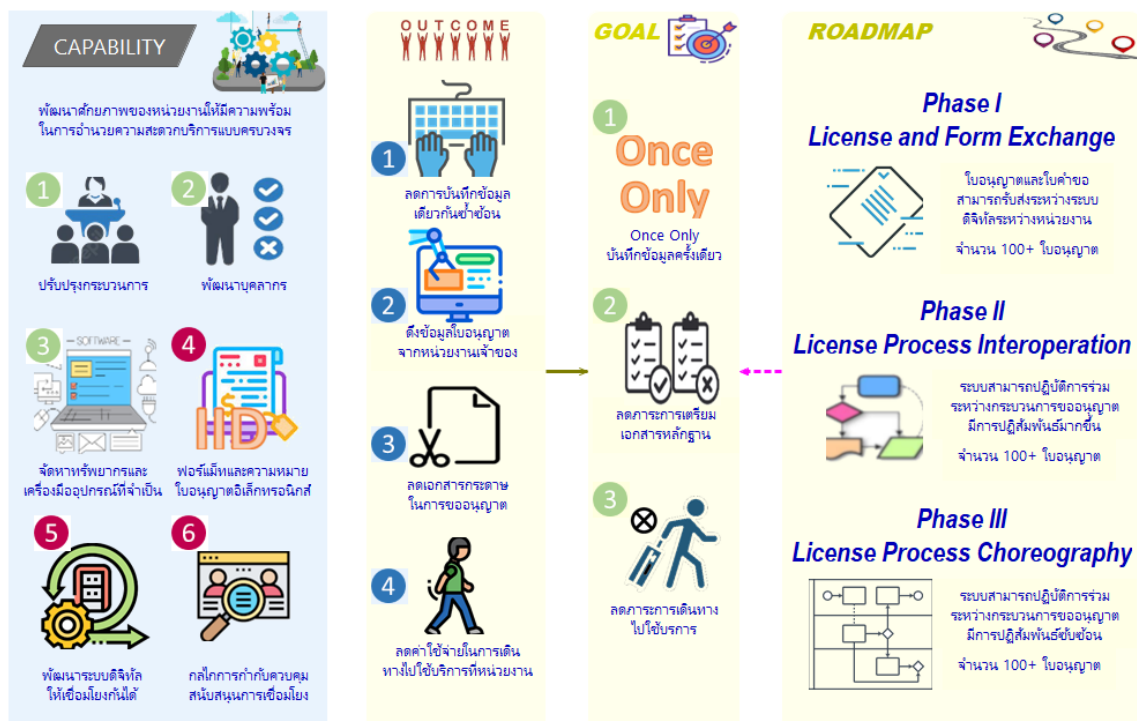 CAPABILITY
พัฒนาศักยภาพของหน่วยงานให้มีความพร้อม
ในการอำนวยความสะดวกบริการแบบครบวงจร
1
ปรับปรุงกระบวนการ
2
พัฒนาบุคลากร
3
SOFTWARE
จัดหาทรัพยากรและ
เครื่องมืออุปกรณ์ที่จำเป็น
4
IID
ฟอร์แม็ทและความหมาย
ใบอนุญาตอิเล็กทรอนิกส์
5
พัฒนาระบบดิจิทัล
ให้เชื่อมโยงกันได้
6
กลไกการกำกับควบคุม
สนับสนุนการเชื่อมโยง
OUTCOME
1
ลดการบันทึกข้อมูล
เดียวกันซ้ำซ้อน
2
ดึงข้อมูลใบอนุญาต
จากหน่วยงานเจ้าของ
3
ลดเอกสารกระดาษ
ในการขออนุญาต
4
ลดค่าใช้จ่ายในการเดิน
ทางไปใช้บริการที่หน่วยงาน
GOAL
1
Once
Only
Once Only
บันทึกข้อมูลครั้งเดียว
2
ลดภาระการเตรียม
เอกสารหลักฐาน
3
ลดภาระการเดินทาง
ไปใช้บรการ
ROADMAP
Phase I
License and Form Exchange
ใบอนุญาตและใบคำขอ
สามารถรับส่งระหว่างระบบ
ดิจิทัลระหว่างหน่วยงาน
จำนวน 100+ ใบอนุญาต
Phase II
License Process Interoperation
ระบบสามารถปฏิบัติการร่วม
ระหว่างกระบวนการขออนุญาต
มีการปฏิสัมพันธ์มากขึ้น
จำนวน 100+ ใบอนุญาต
Phase III
License Process Choreography
ระบบสามารถปฏิบัติการร่วม
ระหว่างกระบวนการขออนุญาต
มีการปฏิสัมพันธ์ซับซ้อน
จำนวน 100+ ใบอนุญาต